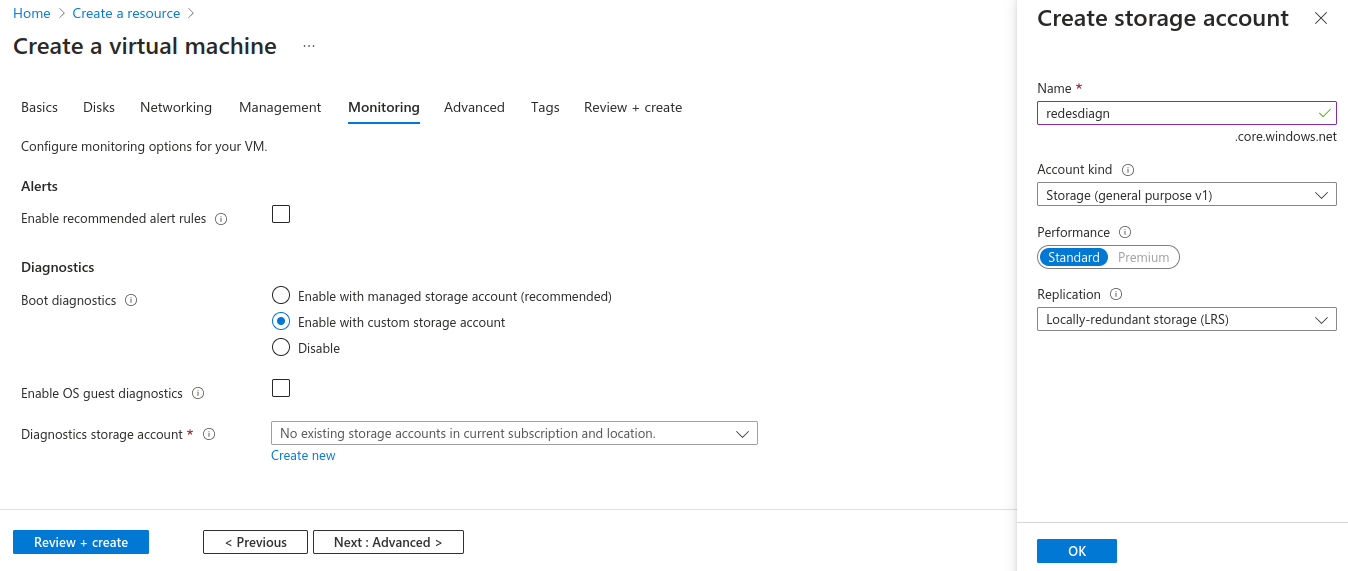 Home > Create a resource >
Create a virtual machine ...
Basics Disks Networking Management Monitoring Advanced Tags Review + create
Configure monitoring options for your VM.
Alerts
Enable recommended alert rules
Diagnostics
Boot diagnostics
Enable with managed storage account (recommended)
Enable with custom storage account
Disable
Enable OS guest diagnostics
Diagnostics storage account *
No existing storage accounts in current subscription and location.
Create new
Review + create
< Previous
Next : Advanced >
Create storage account
Name *
redesdiagn
.core.windows.net
Account kind
Storage (general purpose v1)
Performance
Standard Premium
Replication
Locally-redundant storage (LRS)
OK